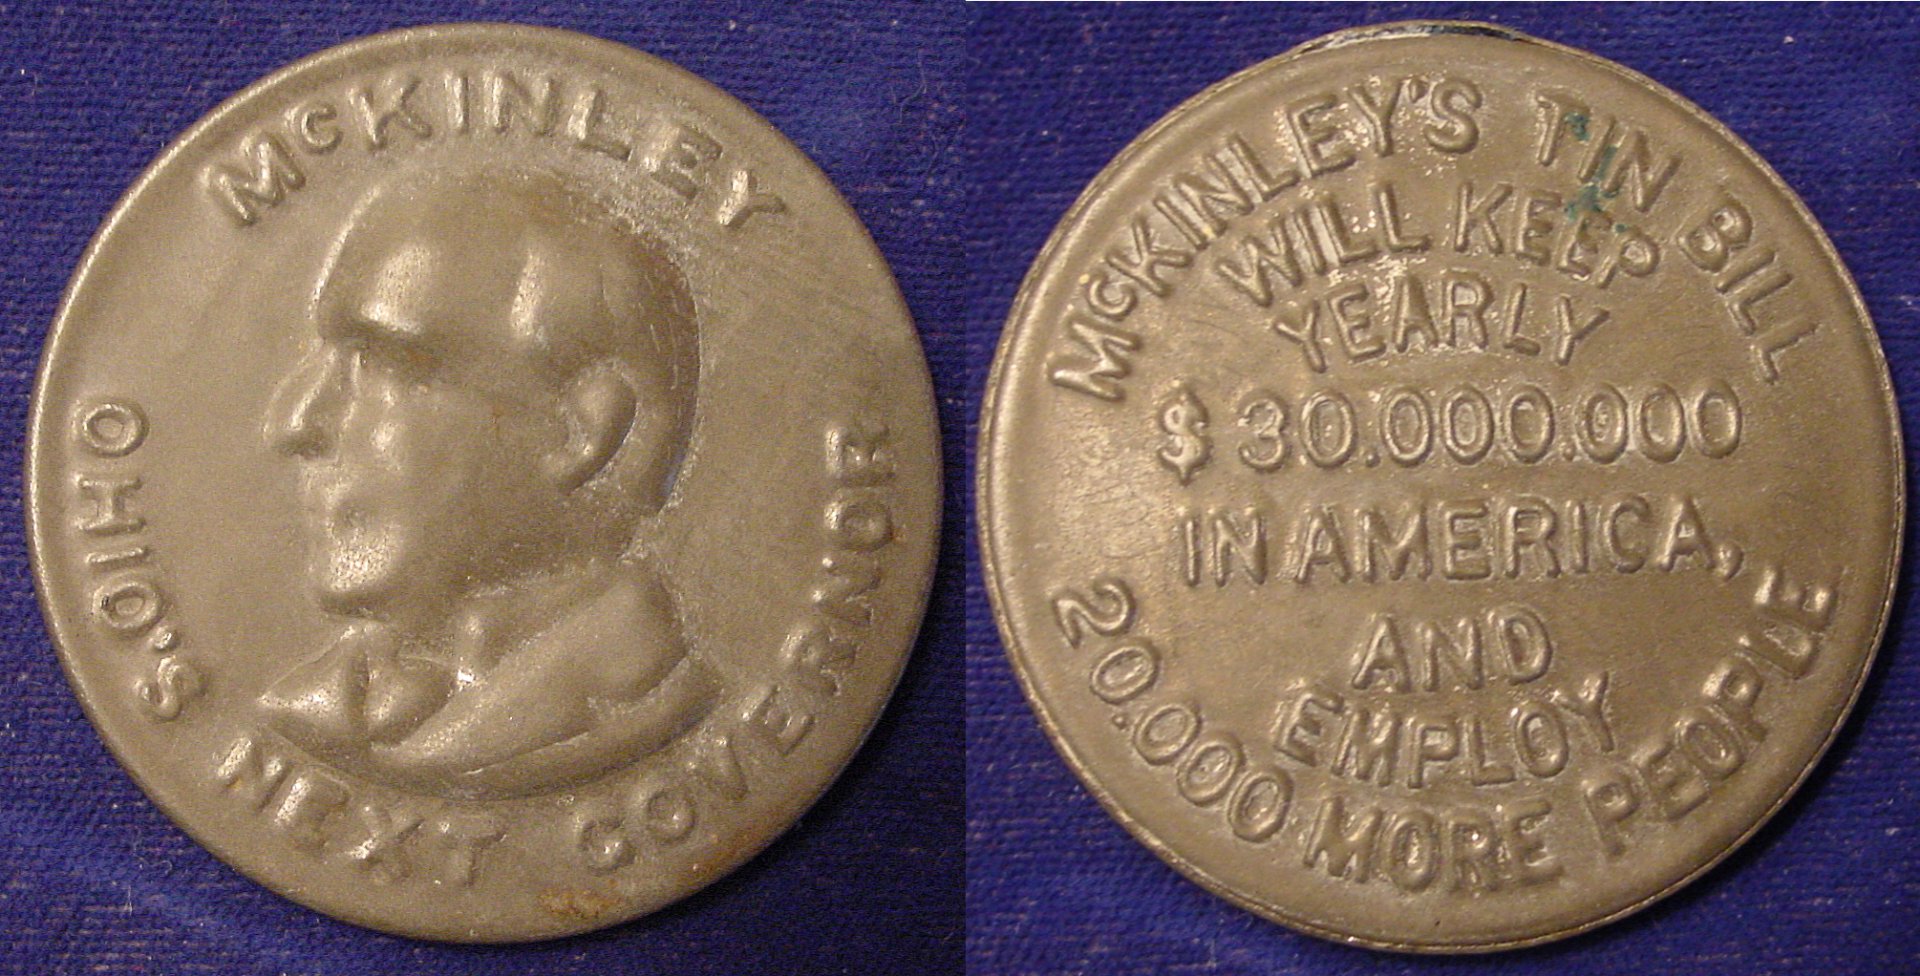 McKINLEY
OHIO'S NEXT GOVERNOR
McKINLEY'S TIN BILL
WILL KEEP
YEARLY
$30.000.000
IN AMERICA,
AND
EMPLOY
20.000 MORE PEOPLE